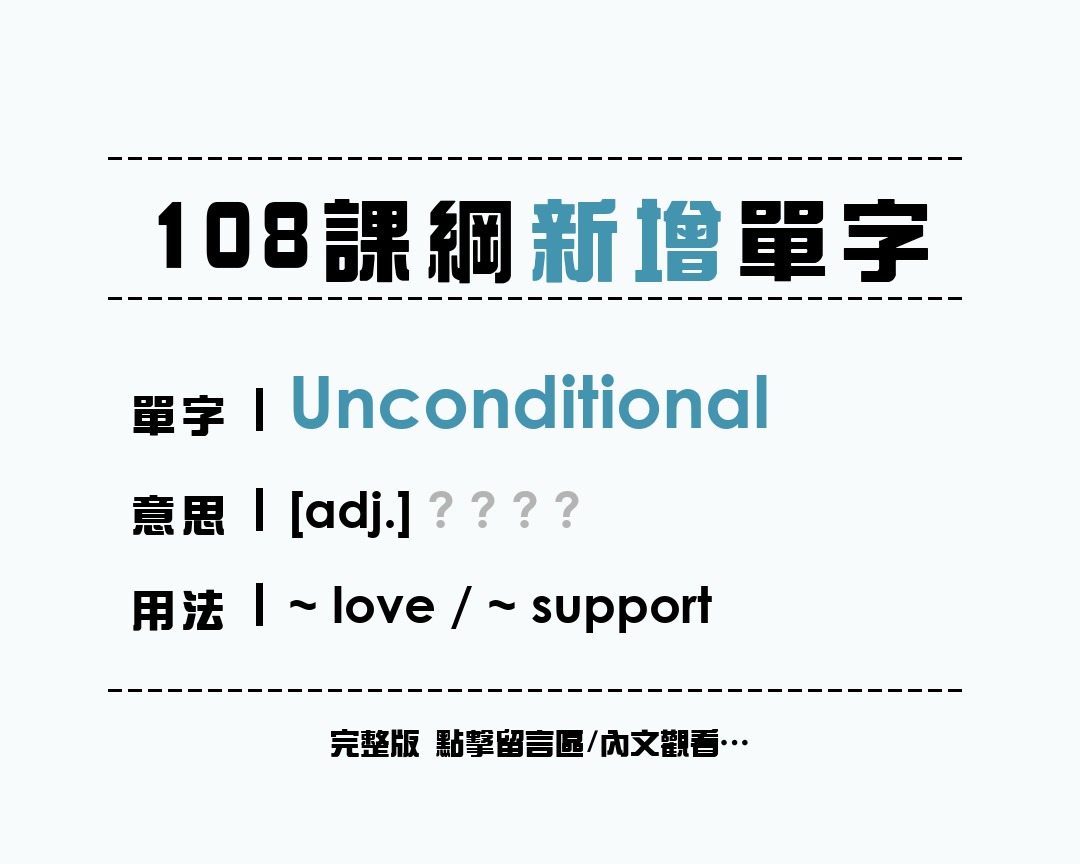 108課綱新增單字
單字 | Unconditional
意思 | [adj.] ？？？？
用法 | ~ love / ~ support
完整版 點擊留言區/內文觀看…